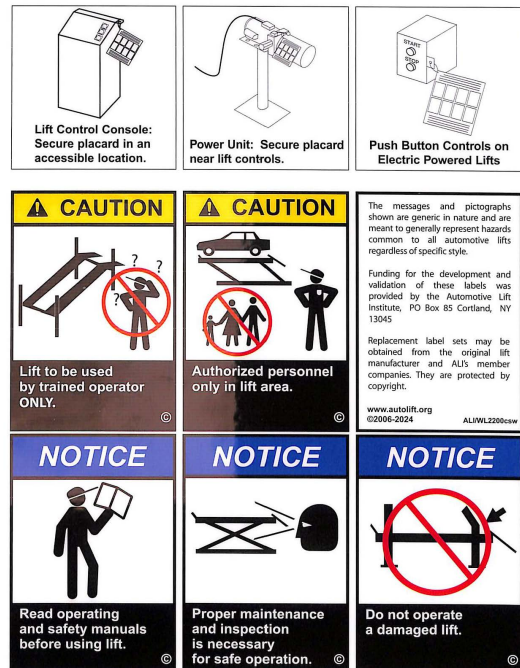 START
STOP
Lift Control Console:
Secure placard in an
accessible location.
Power Unit: Secure placard
near lift controls.
Push Button Controls on
Electric Powered Lifts
CAUTION
Lift to be used
by trained operator
ONLY.
©
CAUTION
Authorized personnel
only in lift area.
©
The messages and pictographs
shown are generic in nature and are
meant to generally represent hazards
common to all automotive lifts
regardless of specific style.
Funding for the development and
validation of these labels was
provided by the Automotive Lift
Institute, PO Box 85 Cortland, NY
13045
Replacement label sets may be
obtained from the original lift
manufacturer and ALI's member
companies. They are protected by
copyright.
www.autolift.org
©2006-2024 ALI/WL2200csw
? ? ?
NOTICE
Read operating
and safety manuals
before using lift.
©
NOTICE
Proper maintenance
and inspection
is necessary
for safe operation.
©
NOTICE
Do not operate
a damaged lift.
©